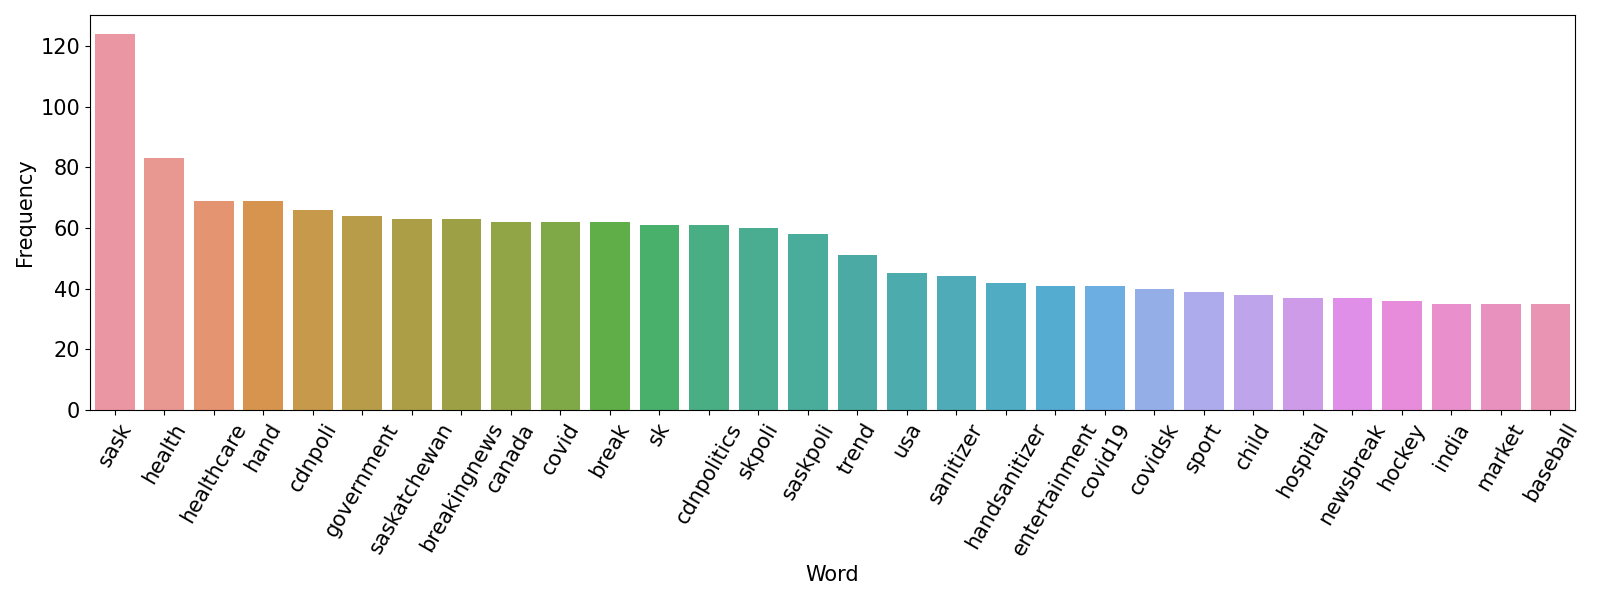 120
100
80
60
40
20
0
Frequency
sask
health
healthcare
hand
cdnpoli
government
saskatchewan
breakingnews
canada
covid
break
sk
cdnpolitics
skpoli
saskpoli
trend
usa
sanitizer
handsanitizer
entertainment
covid19
covidsk
sport
child
hospital
newsbreak
hockey
india
market
baseball
Word